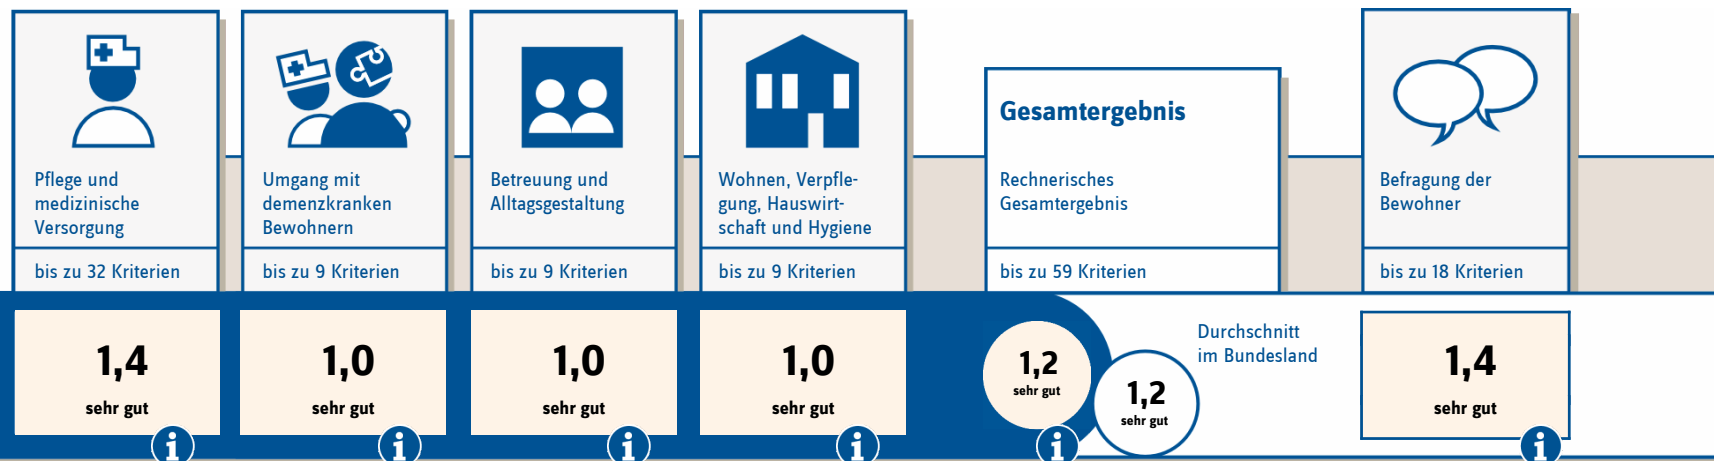 Pflege und
medizinische
Versorgung
bis zu 32 Kriterien
1,4
sehr gut
i
Umgang mit
demenzkranken
Bewohnern
bis zu 9 Kriterien
1,0
sehr gut
i
Betreuung und
Alltagsgestaltung
bis zu 9 Kriterien
1,0
sehr gut
i
Wohnen, Verpfle-
gung, Hauswirt-
schaft und Hygiene
bis zu 9 Kriterien
1,0
sehr gut
i
Gesamtergebnis
Rechnerisches
Gesamtergebnis
bis zu 59 Kriterien
1,2
sehr gut
i
Durchschnitt
im Bundesland
1,2
sehr gut
Befragung der
Bewohner
bis zu 18 Kriterien
1,4
sehr gut
i